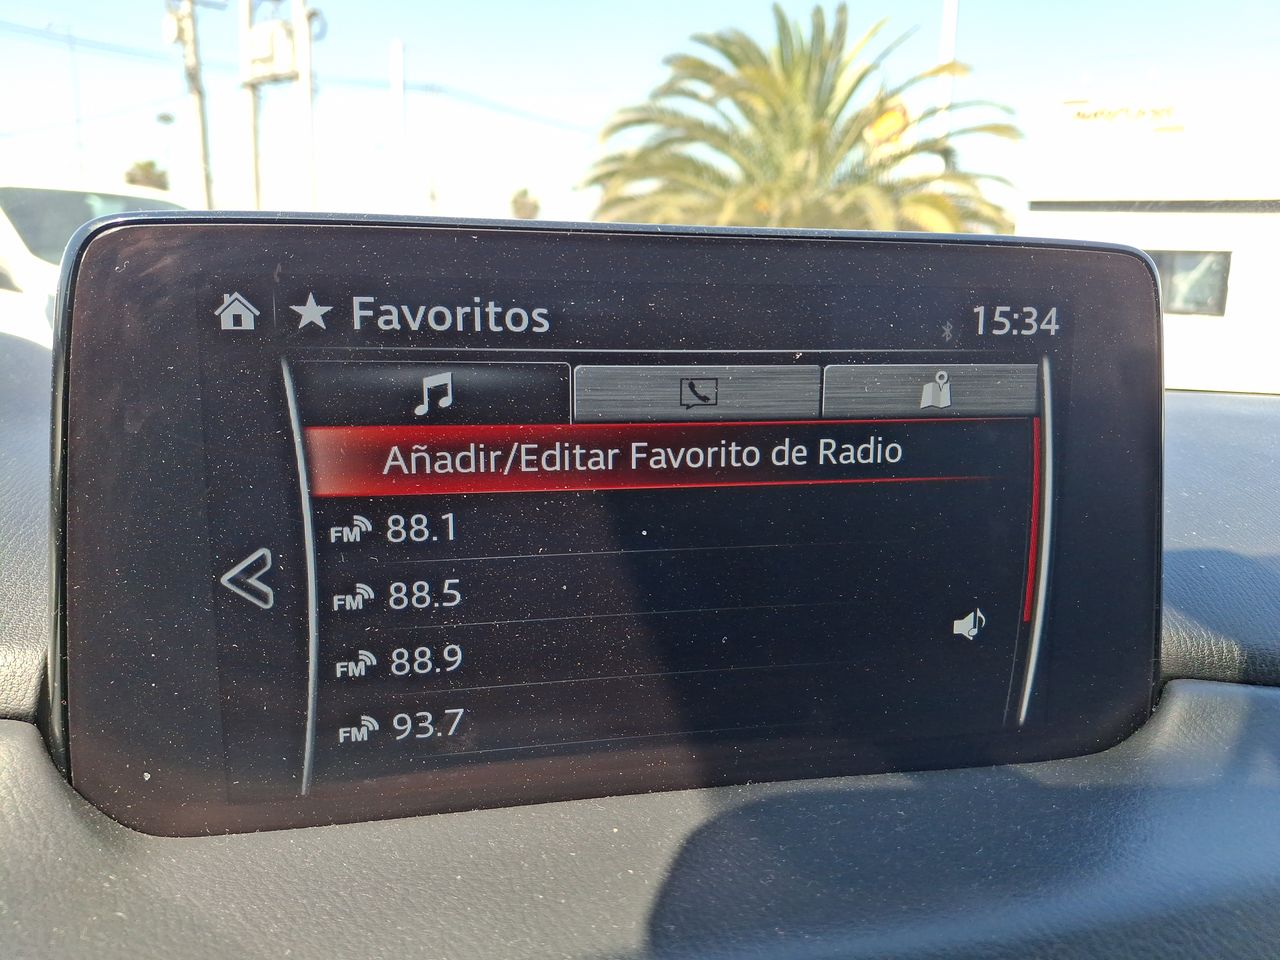 Favoritos
15:34
Añadir/Editar Favorito de Radio
FM 88.1
FM 88.5
FM 88.9
FM 93.7